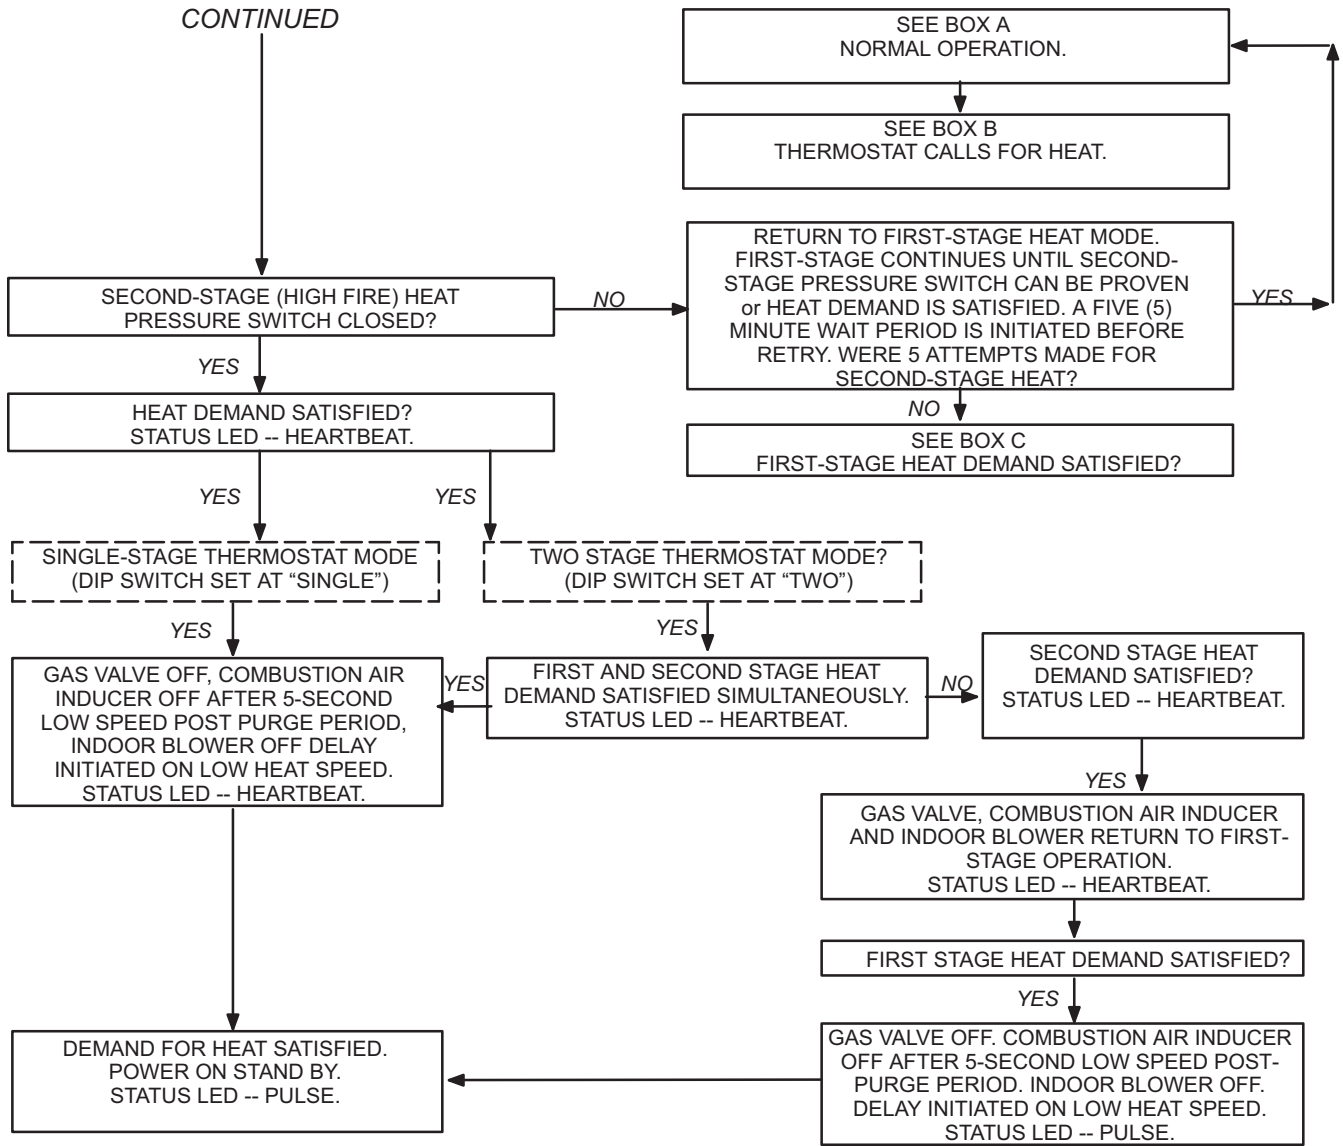 CONTINUED
SEE BOX A
NORMAL OPERATION.
SEE BOX B
THERMOSTAT CALLS FOR HEAT.
SECOND-STAGE (HIGH FIRE) HEAT
PRESSURE SWITCH CLOSED?
NO
RETURN TO FIRST-STAGE HEAT MODE.
FIRST-STAGE CONTINUES UNTIL SECOND-
STAGE PRESSURE SWITCH CAN BE PROVEN
or HEAT DEMAND IS SATISFIED. A FIVE (5)
MINUTE WAIT PERIOD IS INITIATED BEFORE
RETRY. WERE 5 ATTEMPTS MADE FOR
SECOND-STAGE HEAT?
YES
YES
NO
HEAT DEMAND SATISFIED?
STATUS LED -- HEARTBEAT.
SEE BOX C
FIRST-STAGE HEAT DEMAND SATISFIED?
YES
YES
SINGLE-STAGE THERMOSTAT MODE
(DIP SWITCH SET AT “SINGLE”)
TWO STAGE THERMOSTAT MODE?
(DIP SWITCH SET AT “TWO”)
YES
YES
GAS VALVE OFF, COMBUSTION AIR
INDUCER OFF AFTER 5-SECOND
LOW SPEED POST PURGE PERIOD,
INDOOR BLOWER OFF DELAY
INITIATED ON LOW HEAT SPEED.
STATUS LED -- HEARTBEAT.
YES
FIRST AND SECOND STAGE HEAT
DEMAND SATISFIED SIMULTANEOUSLY.
STATUS LED -- HEARTBEAT.
NO
SECOND STAGE HEAT
DEMAND SATISFIED?
STATUS LED -- HEARTBEAT.
YES
GAS VALVE, COMBUSTION AIR INDUCER
AND INDOOR BLOWER RETURN TO FIRST-
STAGE OPERATION.
STATUS LED -- HEARTBEAT.
FIRST STAGE HEAT DEMAND SATISFIED?
YES
GAS VALVE OFF. COMBUSTION AIR INDUCER
OFF AFTER 5-SECOND LOW SPEED POST-
PURGE PERIOD. INDOOR BLOWER OFF.
DELAY INITIATED ON LOW HEAT SPEED.
STATUS LED -- PULSE.
DEMAND FOR HEAT SATISFIED.
POWER ON STAND BY.
STATUS LED -- PULSE.